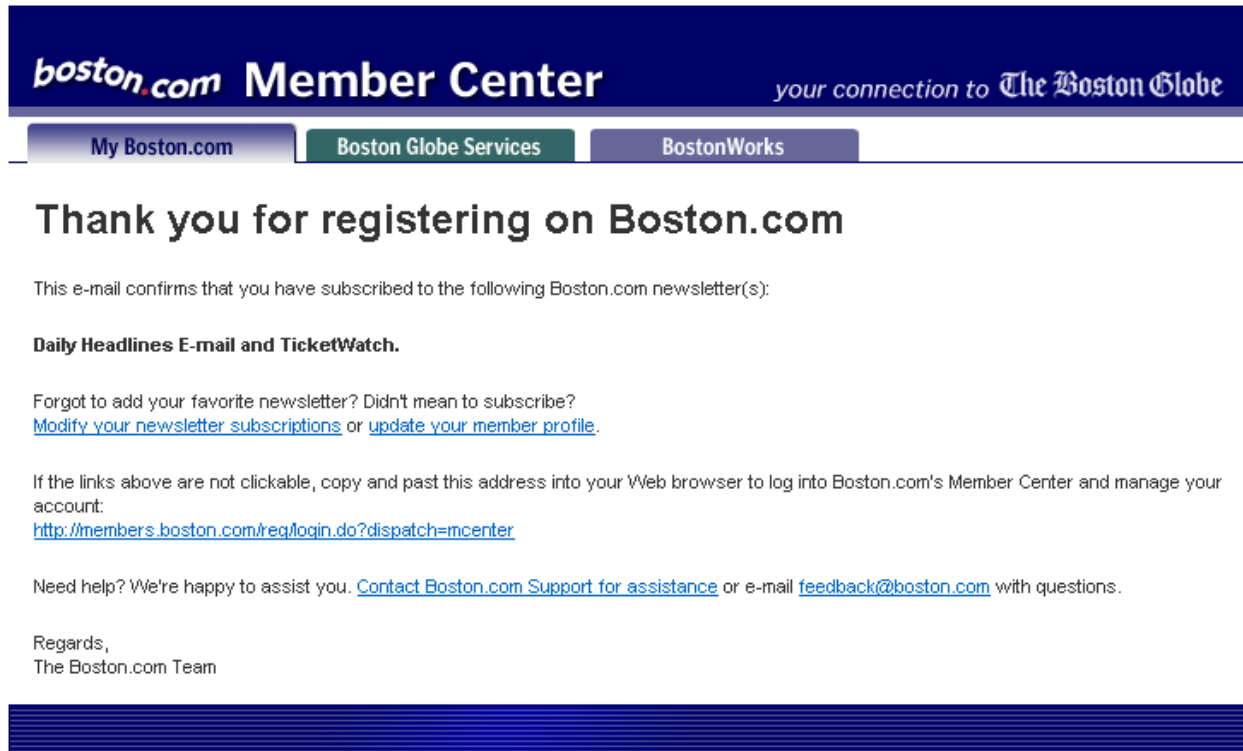 boston.com Member Center your connection to The Boston Globe
My Boston.com Boston Globe Services BostonWorks
Thank you for registering on Boston.com
This e-mail confirms that you have subscribed to the following Boston.com newsletter(s):
Daily Headlines E-mail and TicketWatch.
Forgot to add your favorite newsletter? Didn't mean to subscribe?
Modify your newsletter subscriptions or update your member profile.
If the links above are not clickable, copy and past this address into your Web browser to log into Boston.com's Member Center and manage your
account:
http://members.boston.com/reg/login.do?dispatch=mcenter
Need help? We're happy to assist you. Contact Boston.com Support for assistance or e-mail feedback@boston.com with questions.
Regards,
The Boston.com Team